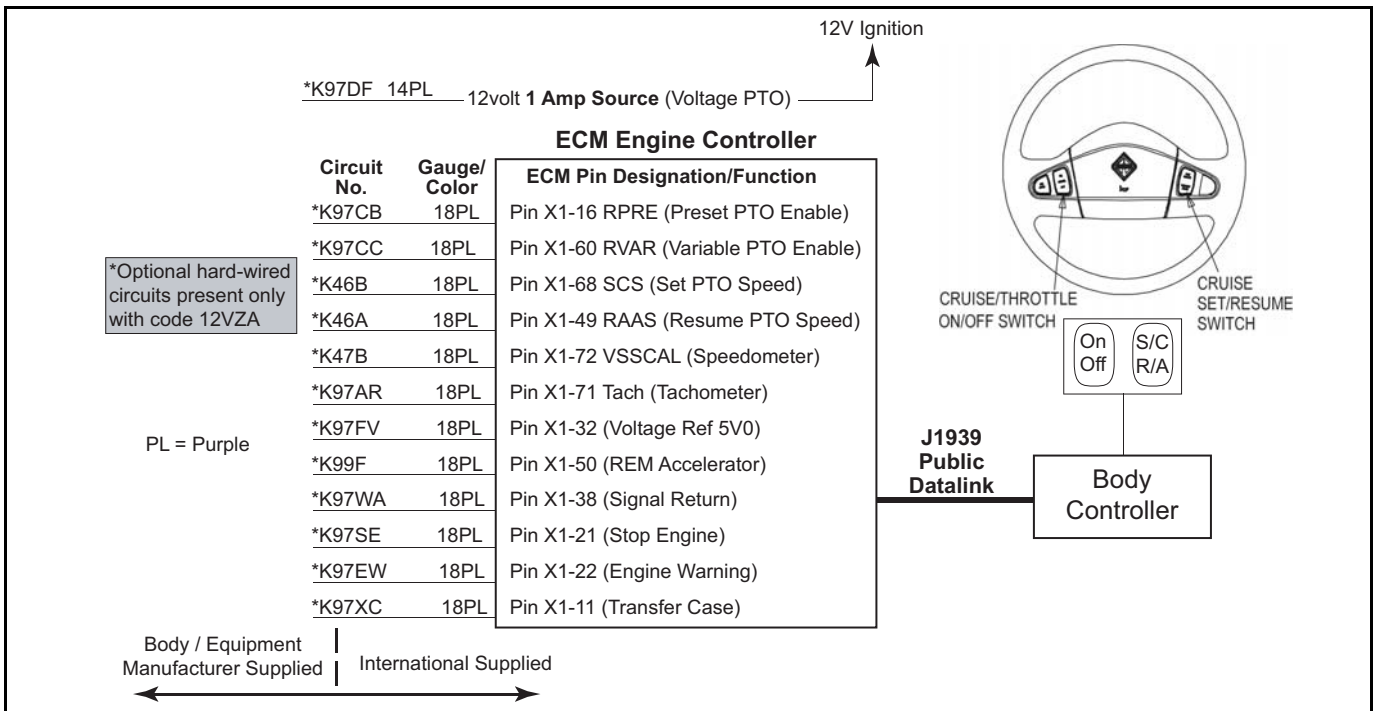 12V Ignition
*K97DF 14PL 12volt 1 Amp Source (Voltage PTO)
ECM Engine Controller
Circuit No. Gauge/ Color ECM Pin Designation/Function
*K97CB 18PL Pin X1-16 RPRE (Preset PTO Enable)
*K97CC 18PL Pin X1-60 RVAR (Variable PTO Enable)
*K46B 18PL Pin X1-68 SCS (Set PTO Speed)
*K46A 18PL Pin X1-49 RAAS (Resume PTO Speed)
*K47B 18PL Pin X1-72 VSSCAL (Speedometer)
*K97AR 18PL Pin X1-71 Tach (Tachometer)
*K97FV 18PL Pin X1-32 (Voltage Ref 5V0)
*K99F 18PL Pin X1-50 (REM Accelerator)
*K97WA 18PL Pin X1-38 (Signal Return)
*K97SE 18PL Pin X1-21 (Stop Engine)
*K97EW 18PL Pin X1-22 (Engine Warning)
*K97XC 18PL Pin X1-11 (Transfer Case)
*Optional hard-wired
circuits present only
with code 12VZA
PL = Purple
Body / Equipment
Manufacturer Supplied
International Supplied
CRUISE/THROTTLE
ON/OFF SWITCH
CRUISE
SET/RESUME
SWITCH
On
Off
S/C
R/A
J1939
Public
Datalink
Body
Controller